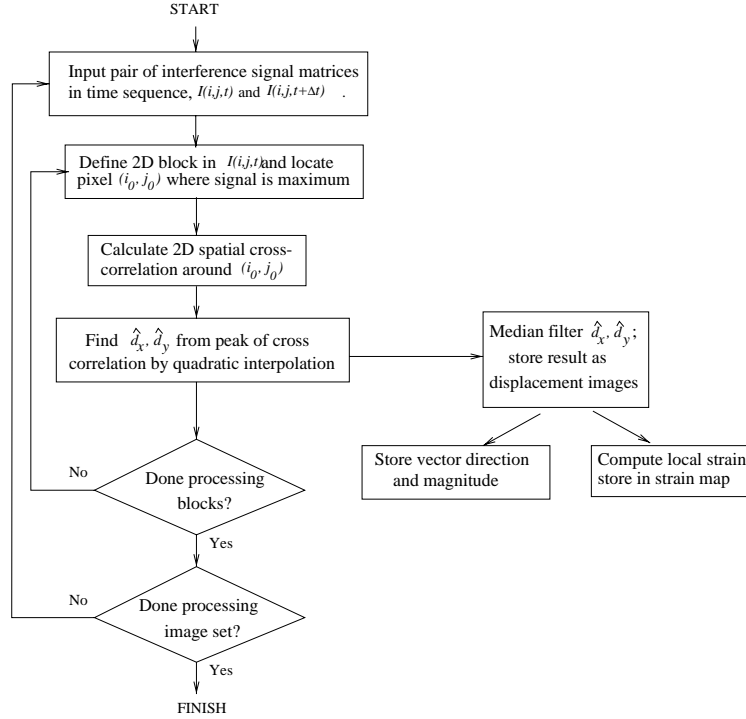 START
Input pair of interference signal matrices
in time sequence, I(i,j,t) and I(i,j,t+Δt) .
Define 2D block in I(i,j,t) and locate
pixel (i₀, j₀) where signal is maximum
Calculate 2D spatial cross-
correlation around (i₀, j₀)
Find d̂ₓ, d̂_y from peak of cross
correlation by quadratic interpolation
Median filter d̂ₓ, d̂_y;
store result as
displacement images
Store vector direction
and magnitude
Compute local strain
store in strain map
No
Done processing
blocks?
Yes
No
Done processing
image set?
Yes
FINISH